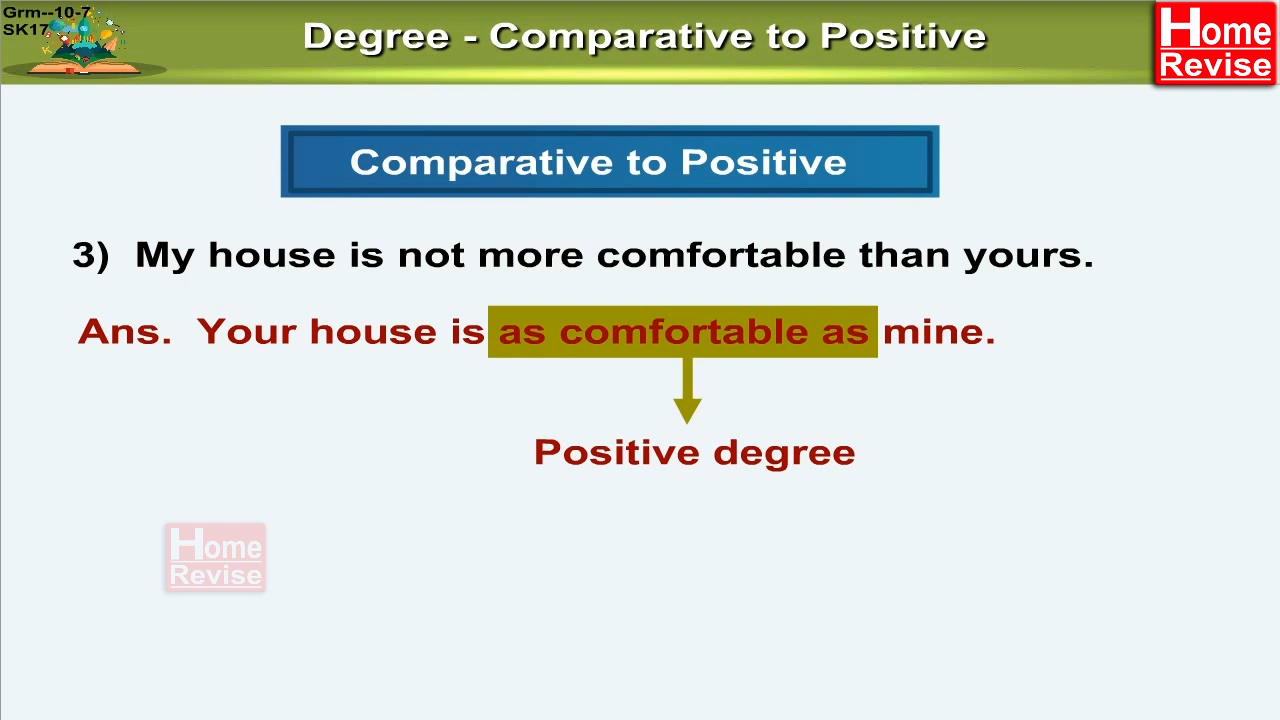 Grm--10-7
SK17
Degree - Comparative to Positive
Home
Revise
Comparative to Positive
3) My house is not more comfortable than yours.
Ans. Your house is as comfortable as mine.
Positive degree
Home
Revise